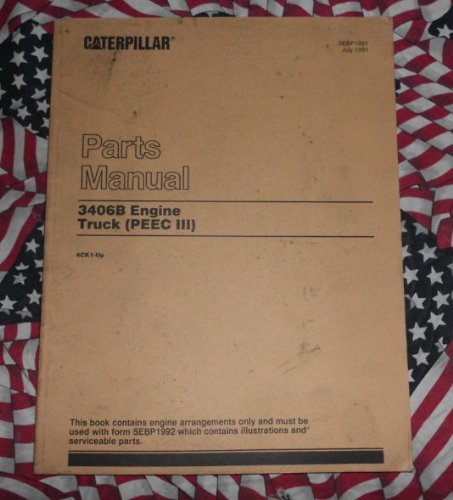 CATERPILLAR®
SEBP1991
July 1991
Parts
Manual
3406B Engine
Truck (PEEC III)
4CK1-Up
This book contains engine arrangements only and must be
used with form SEBP1992 which contains illustrations and
serviceable parts.